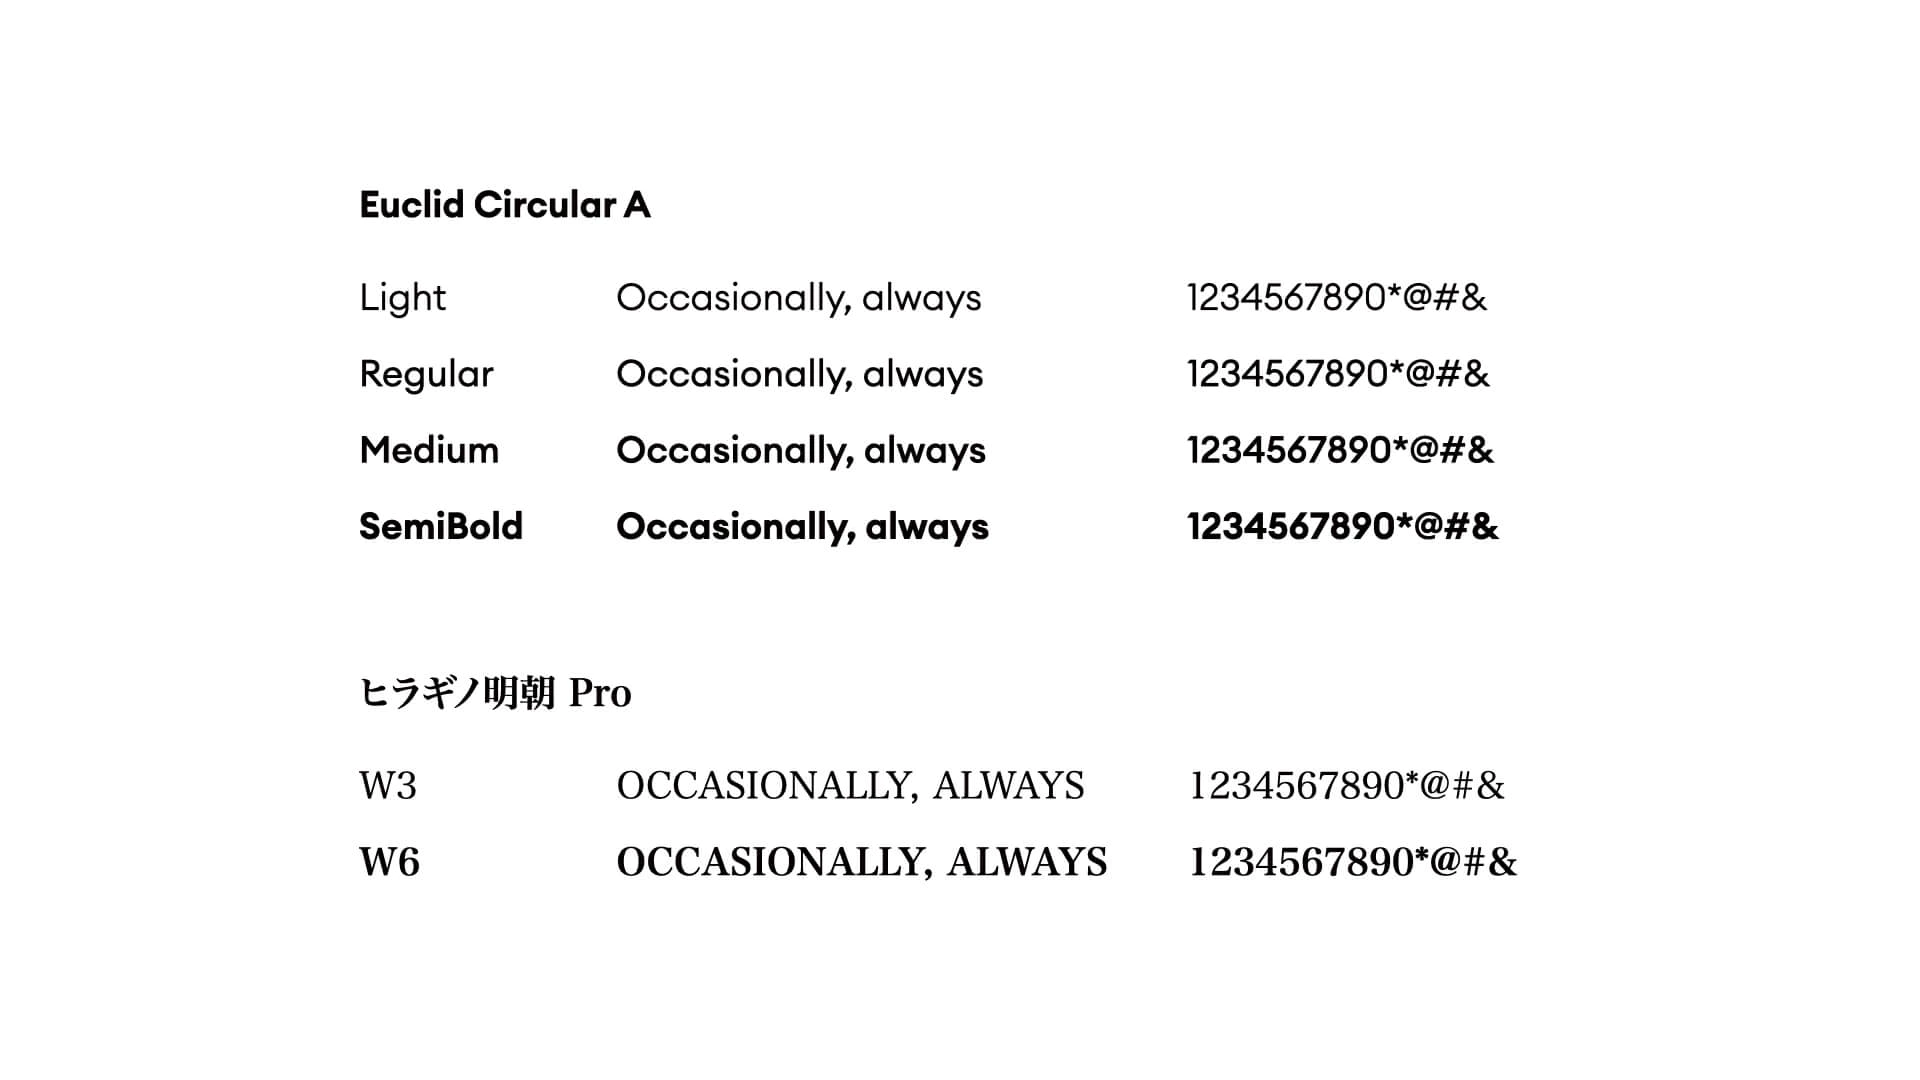 Euclid Circular A
Light Occasionally, always 1234567890*@#&
Regular Occasionally, always 1234567890*@#&
Medium Occasionally, always 1234567890*@#&
SemiBold Occasionally, always 1234567890*@#&
ヒラギノ明朝 Pro
W3 OCCASIONALLY, ALWAYS 1234567890*@#&
W6 OCCASIONALLY, ALWAYS 1234567890*@#&